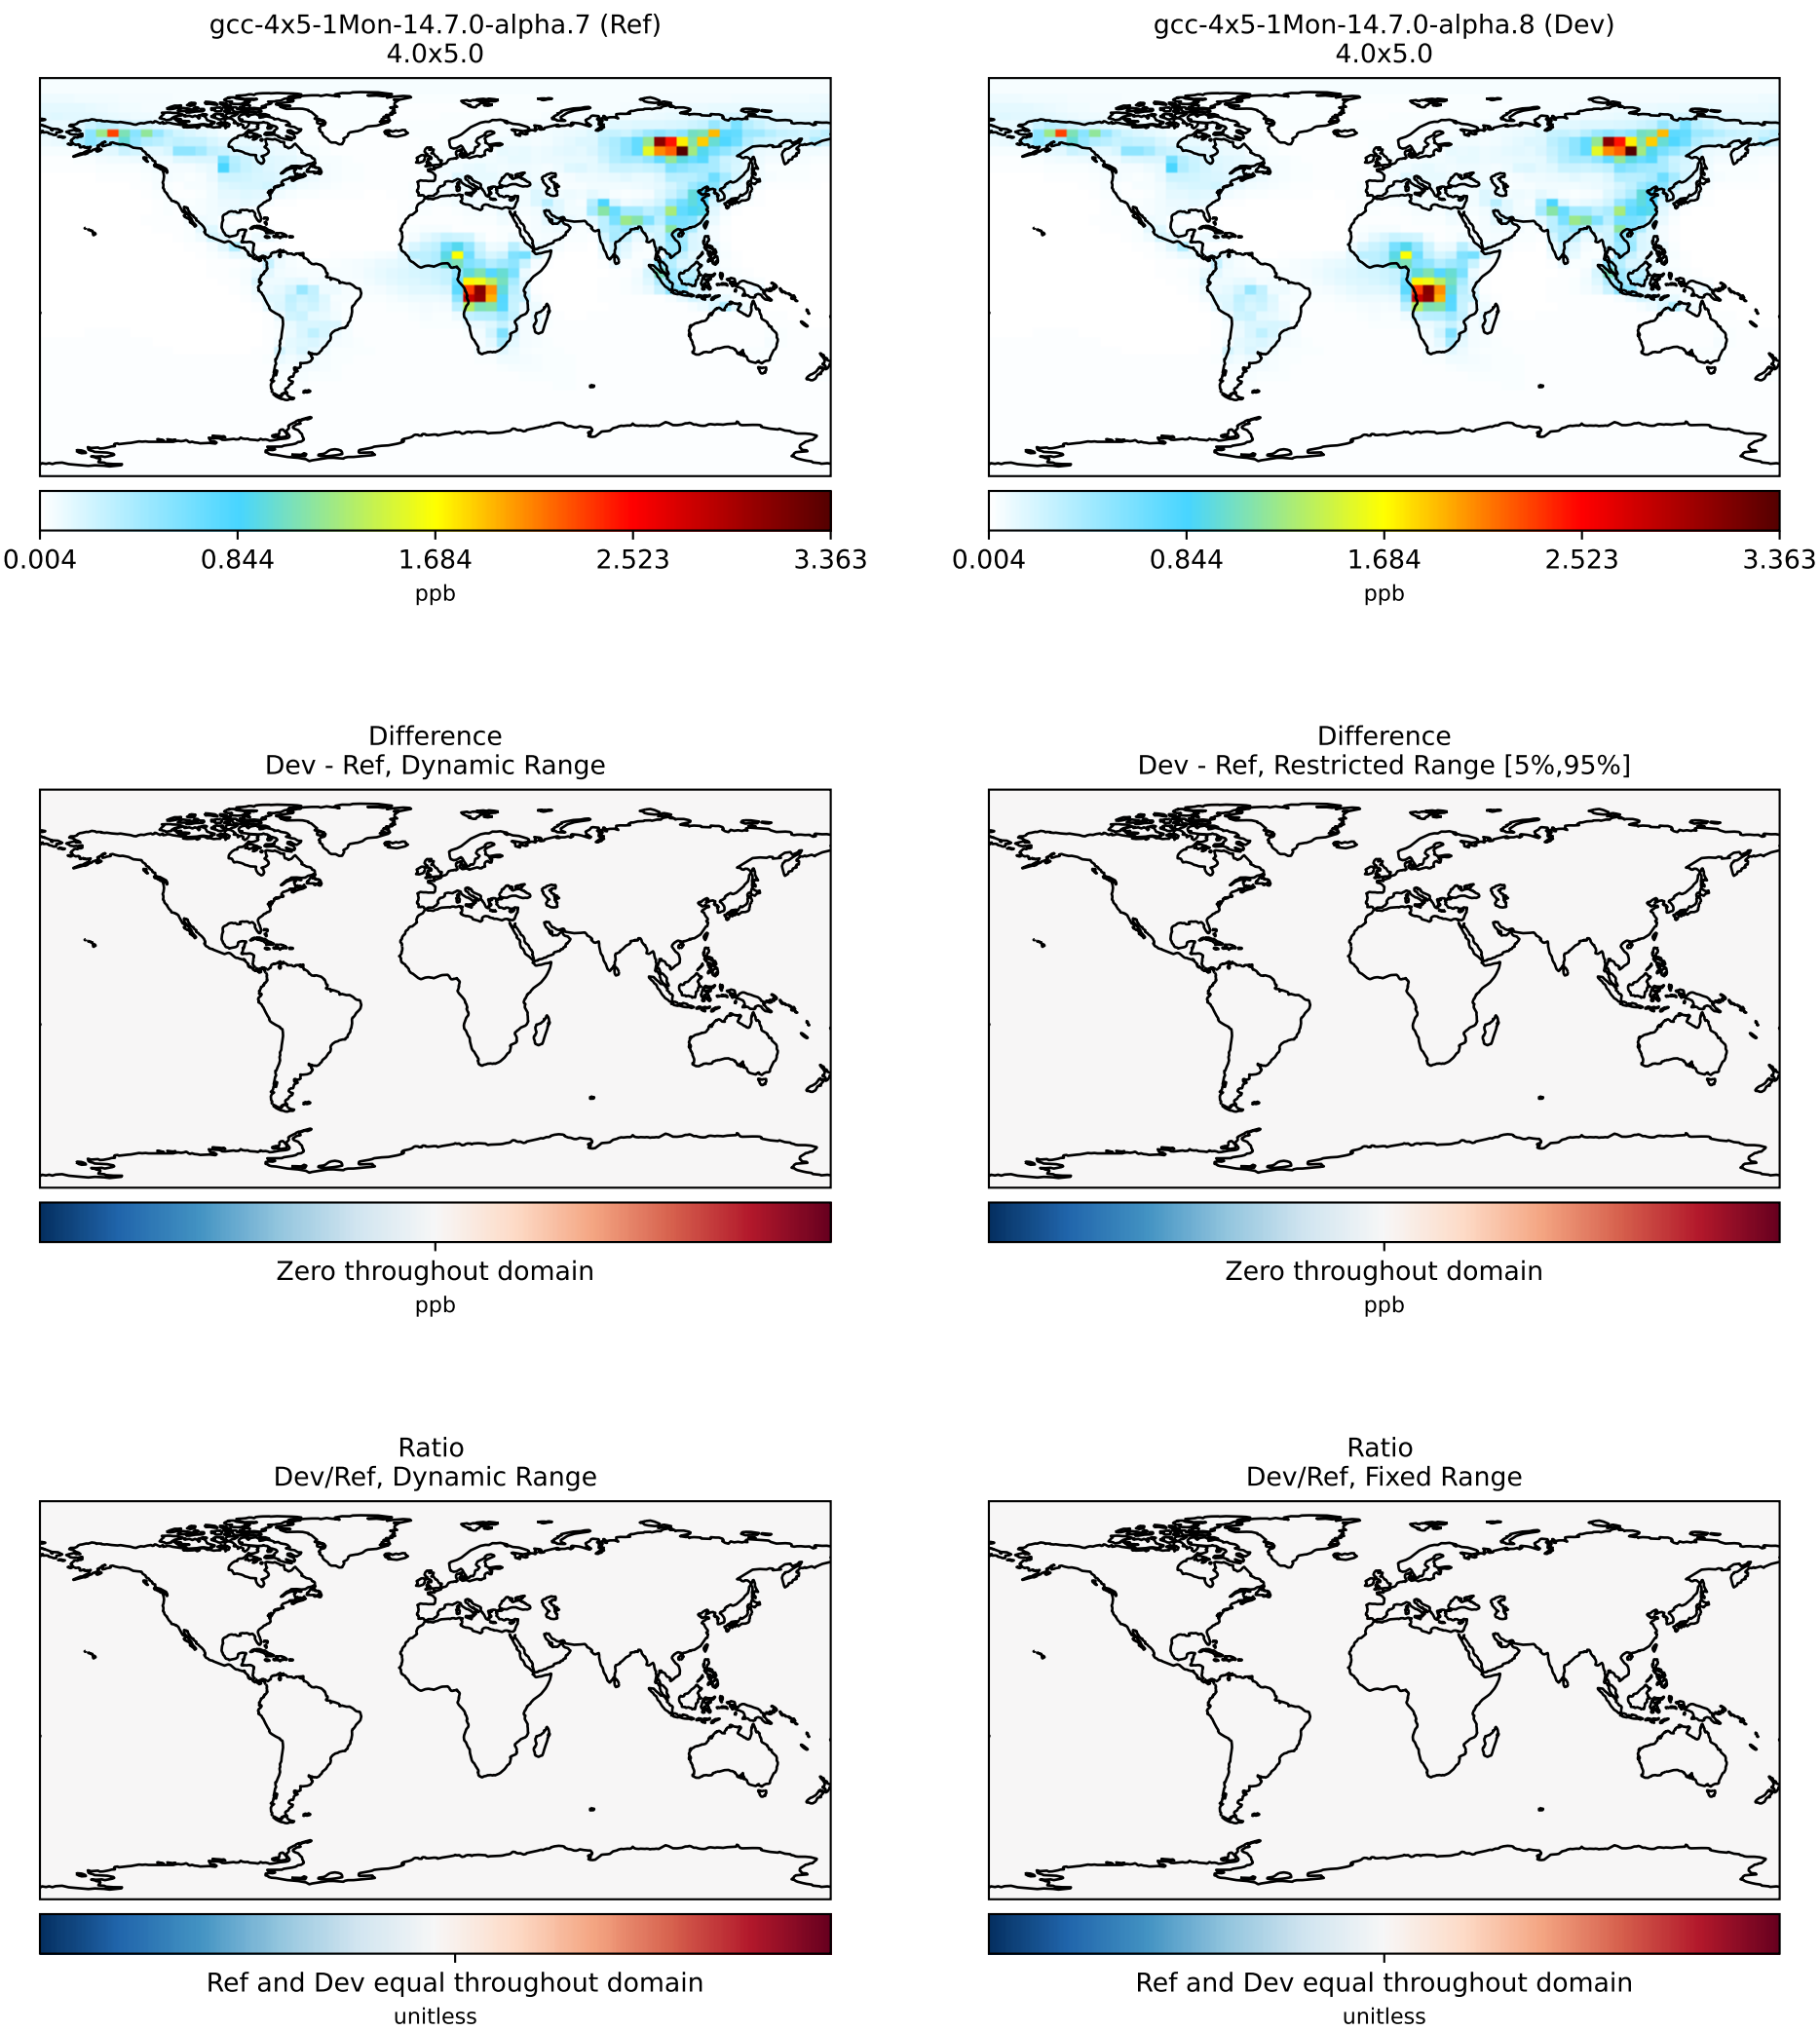 gcc-4x5-1Mon-14.7.0-alpha.7 (Ref)
4.0x5.0
gcc-4x5-1Mon-14.7.0-alpha.8 (Dev)
4.0x5.0
0.004 0.844 1.684 2.523 3.363
ppb
0.004 0.844 1.684 2.523 3.363
ppb
Difference
Dev - Ref, Dynamic Range
Difference
Dev - Ref, Restricted Range [5%,95%]
Zero throughout domain
ppb
Zero throughout domain
ppb
Ratio
Dev/Ref, Dynamic Range
Ratio
Dev/Ref, Fixed Range
Ref and Dev equal throughout domain
unitless
Ref and Dev equal throughout domain
unitless